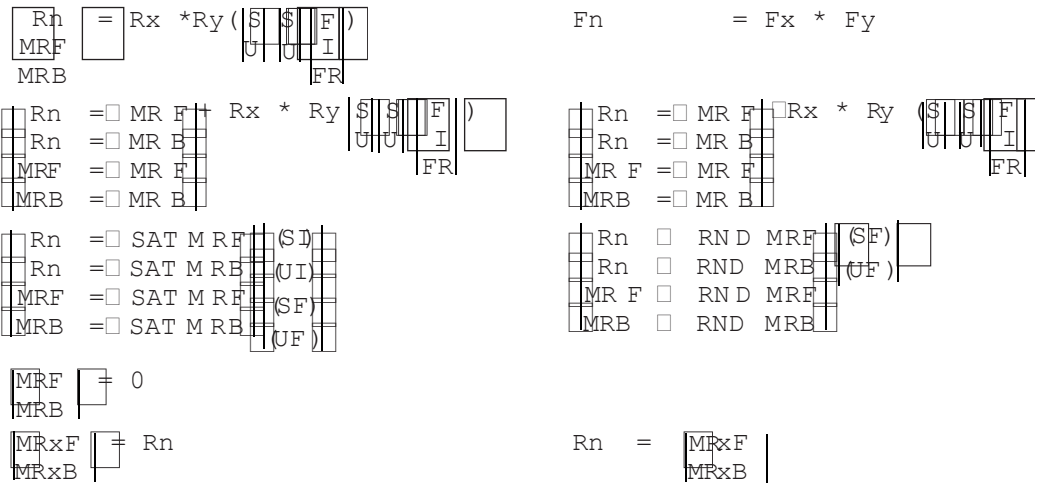 Rn = Rx *Ry( S S F ) Fn = Fx * Fy
MRF U U I
MRB FR
Rn =□ MR F + Rx * Ry S S F ) Rn =□ MR F □Rx * Ry (S S F
Rn =□ MR B U U I Rn =□ MR B U U I
MRF =□ MR F FR MR F =□ MR F FR
MRB =□ MR B MRB =□ MR B
Rn =□ SAT M RF (SI) Rn □ RN D MRF (SF)
Rn =□ SAT M RB (UI) Rn □ RND MRB (UF )
MRF =□ SAT M RF (SF) MR F □ RN D MRF
MRB =□ SAT M RB (UF ) MRB □ RND MRB
MRF = 0
MRB
MRxF = Rn Rn = MRxF
MRxB MRxB